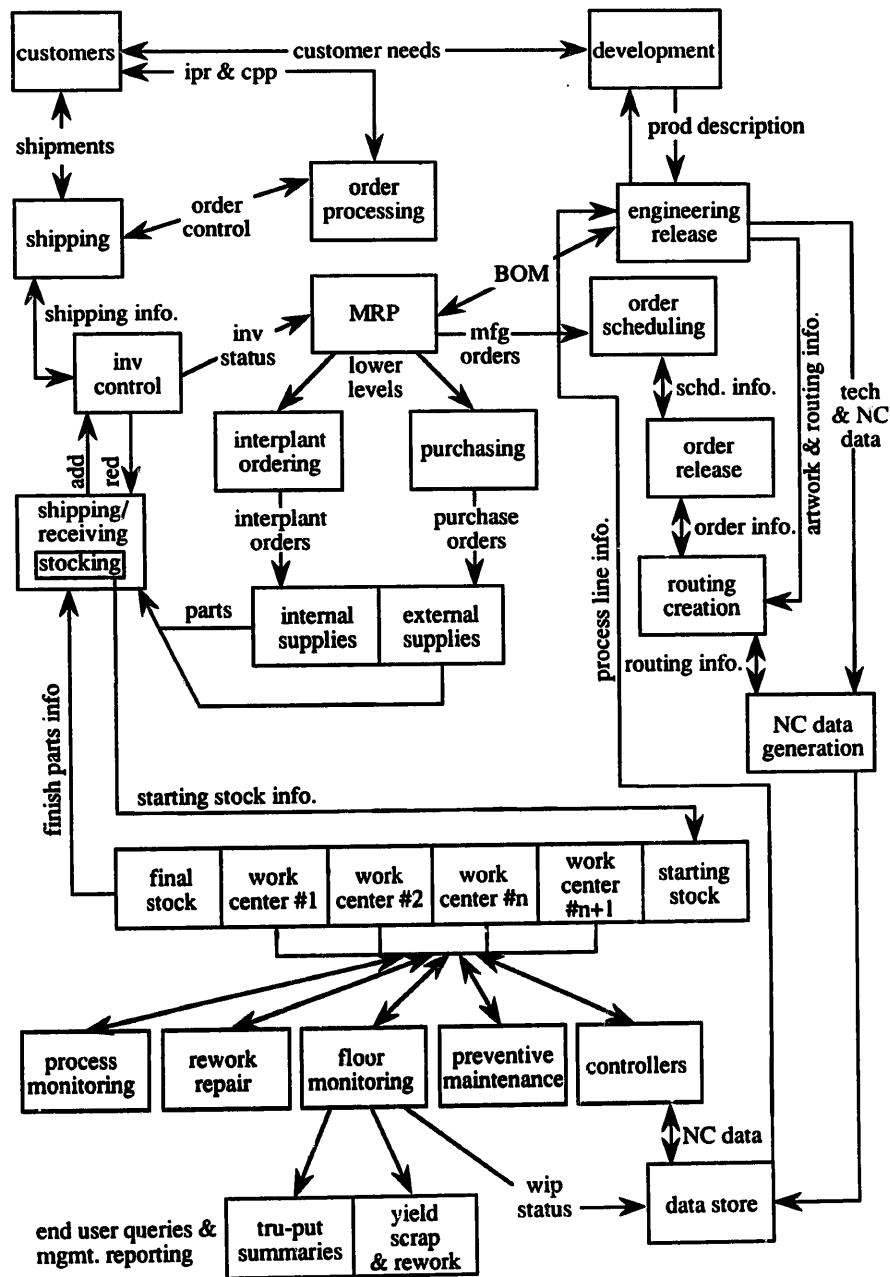 customers
customer needs
development
ipr & cpp
shipments
prod description
order
processing
order
control
shipping
engineering
release
BOM
shipping info.
MRP
order
scheduling
inv
status
mfg
orders
inv
control
lower
levels
schd. info.
artwork & routing info.
tech
& NC
data
interplant
ordering
purchasing
order
release
add
red
shipping/
receiving
stocking
interplant
orders
purchase
orders
order info.
process line info.
routing
creation
parts
internal
supplies
external
supplies
routing info.
NC data
generation
finish parts info
starting stock info.
final
stock
work
center #1
work
center #2
work
center #n
work
center
#n+1
starting
stock
process
monitoring
rework
repair
floor
monitoring
preventive
maintenance
controllers
NC data
wip
status
data store
end user queries &
mgmt. reporting
tru-put
summaries
yield
scrap
& rework